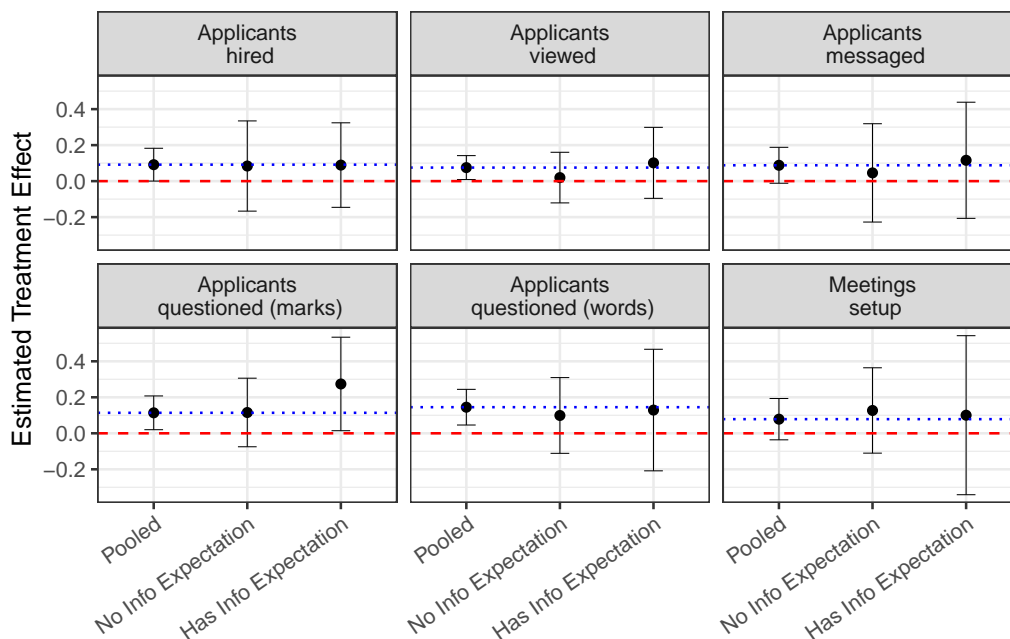 Applicants
hired
Applicants
viewed
Applicants
messaged
0.4
0.2
0.0
−0.2
Applicants
questioned (marks)
Applicants
questioned (words)
Meetings
setup
0.4
0.2
0.0
−0.2
Estimated Treatment Effect
Pooled
No Info Expectation
Has Info Expectation
Pooled
No Info Expectation
Has Info Expectation
Pooled
No Info Expectation
Has Info Expectation